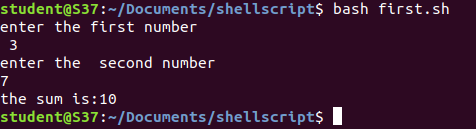 student@S37:~/Documents/shellscript$ bash first.sh
enter the first number
 3
enter the  second number
7
the sum is:10
student@S37:~/Documents/shellscript$